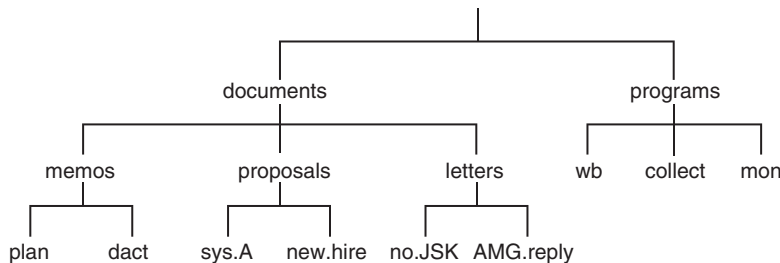 documents programs
memos proposals letters wb collect mon
plan dact sys.A new.hire no.JSK AMG.reply